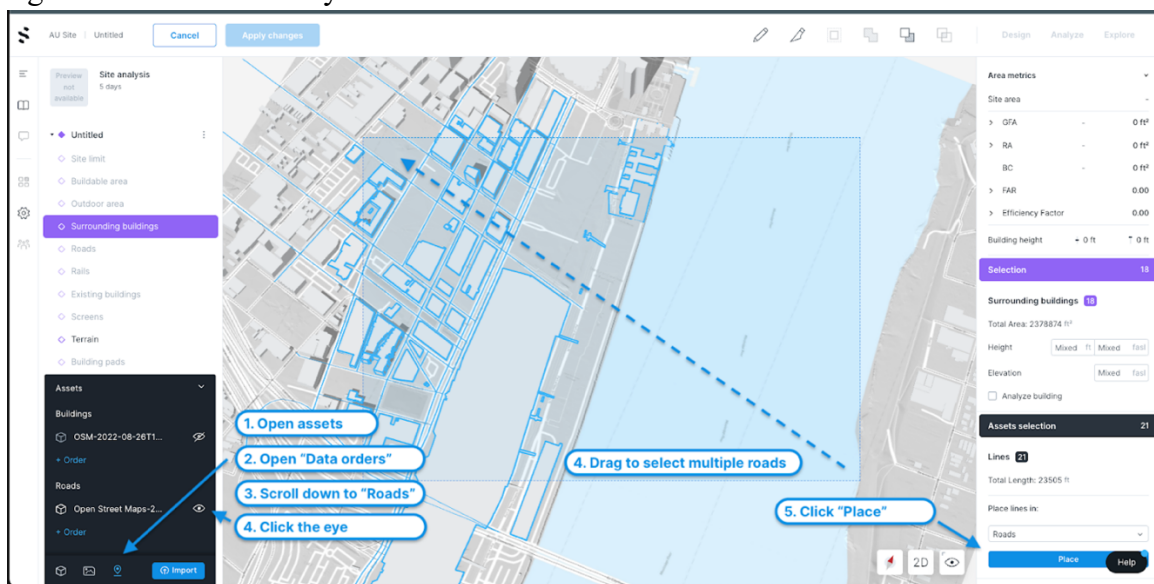 AU Site | Untitled
Cancel
Apply changes
Design Analyze Explore
Preview not available
Site analysis
5 days
Untitled
Site limit
Buildable area
Outdoor area
Surrounding buildings
Roads
Rails
Existing buildings
Screens
Terrain
Building pads
Assets
Buildings
OSM-2022-08-26T1...
+ Order
Roads
Open Street Maps-2...
+ Order
Import
1. Open assets
2. Open "Data orders"
3. Scroll down to "Roads"
4. Click the eye
4. Drag to select multiple roads
5. Click "Place"
2D
Area metrics
Site area -
GFA - 0 ft²
RA - 0 ft²
BC - 0 ft²
FAR 0.00
Efficiency Factor 0.00
Building height 0 ft 0 ft
Selection 18
Surrounding buildings 18
Total Area: 2378874 ft²
Height Mixed ft Mixed fasl
Elevation Mixed fasl
Analyze building
Assets selection 21
Lines 21
Total Length: 23505 ft
Place lines in:
Roads
Place
Help